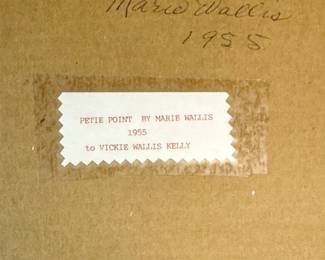 Marie Wallis
1955
PETIE POINT BY MARIE WALLIS
1955
to VICKIE WALLIS KELLY